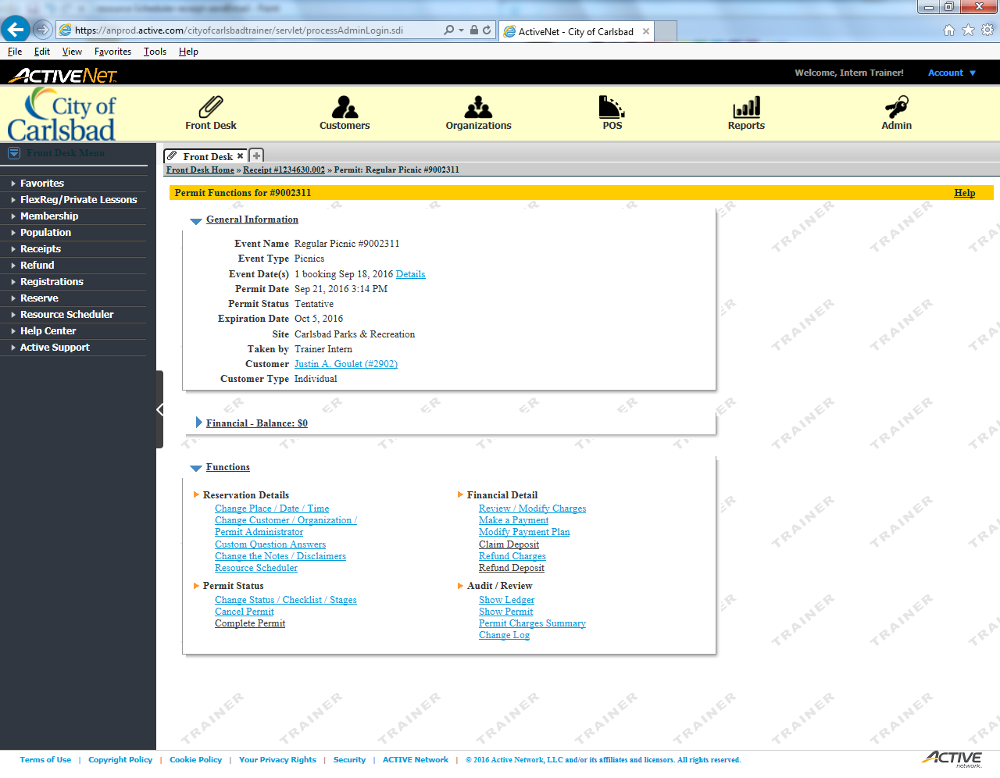 https://anprod.active.com/cityofcarlsbadtrainer/servlet/processAdminLogin.sdi
ActiveNet - City of Carlsbad
File Edit View Favorites Tools Help
ACTIVENet
Welcome, Intern Trainer! Account
City of
Carlsbad
Front Desk Customers Organizations POS Reports Admin
Front Desk Menu
Favorites
FlexReg/Private Lessons
Membership
Population
Receipts
Refund
Registrations
Reserve
Resource Scheduler
Help Center
Active Support
Front Desk
Front Desk Home » Receipt #1234630.002 » Permit: Regular Picnic #9002311
Permit Functions for #9002311 Help
General Information
Event Name Regular Picnic #9002311
Event Type Picnics
Event Date(s) 1 booking Sep 18, 2016 Details
Permit Date Sep 21, 2016 3:14 PM
Permit Status Tentative
Expiration Date Oct 5, 2016
Site Carlsbad Parks & Recreation
Taken by Trainer Intern
Customer Justin A. Goulet (#2902)
Customer Type Individual
Financial - Balance: $0
Functions
Reservation Details
Change Place / Date / Time
Change Customer / Organization /
Permit Administrator
Custom Question Answers
Change the Notes / Disclaimers
Resource Scheduler
Permit Status
Change Status / Checklist / Stages
Cancel Permit
Complete Permit
Financial Detail
Review / Modify Charges
Make a Payment
Modify Payment Plan
Claim Deposit
Refund Charges
Refund Deposit
Audit / Review
Show Ledger
Show Permit
Permit Charges Summary
Change Log
TRAINER
Terms of Use | Copyright Policy | Cookie Policy | Your Privacy Rights | Security | ACTIVE Network | © 2016 Active Network, LLC and/or its affiliates and licensors. All rights reserved.
ACTIVE
network